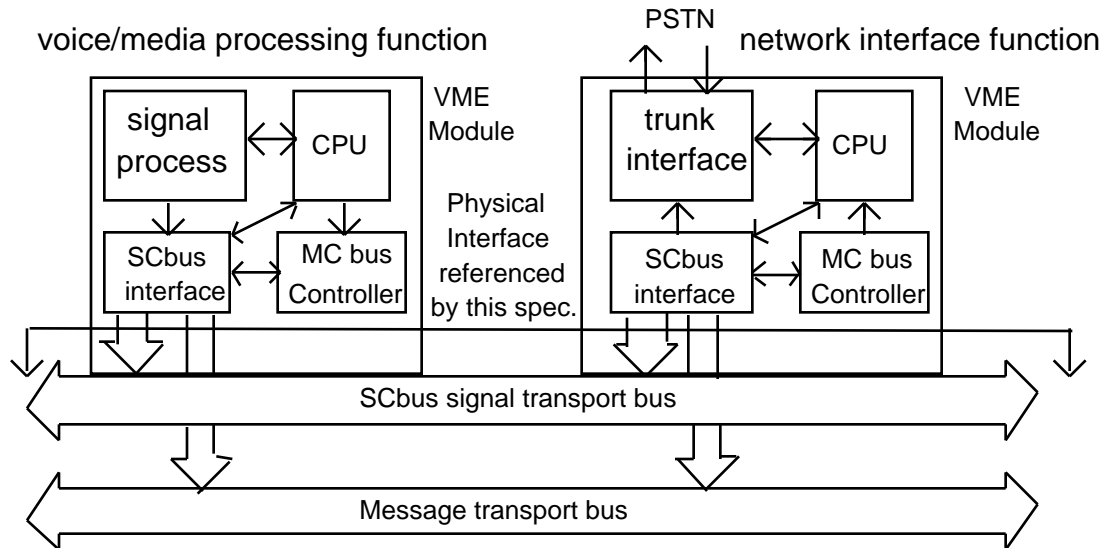 PSTN
voice/media processing function
network interface function
VME
Module
signal
process
CPU
SCbus
interface
MC bus
Controller
Physical
Interface
referenced
by this spec.
VME
Module
trunk
interface
CPU
SCbus
interface
MC bus
Controller
SCbus signal transport bus
Message transport bus